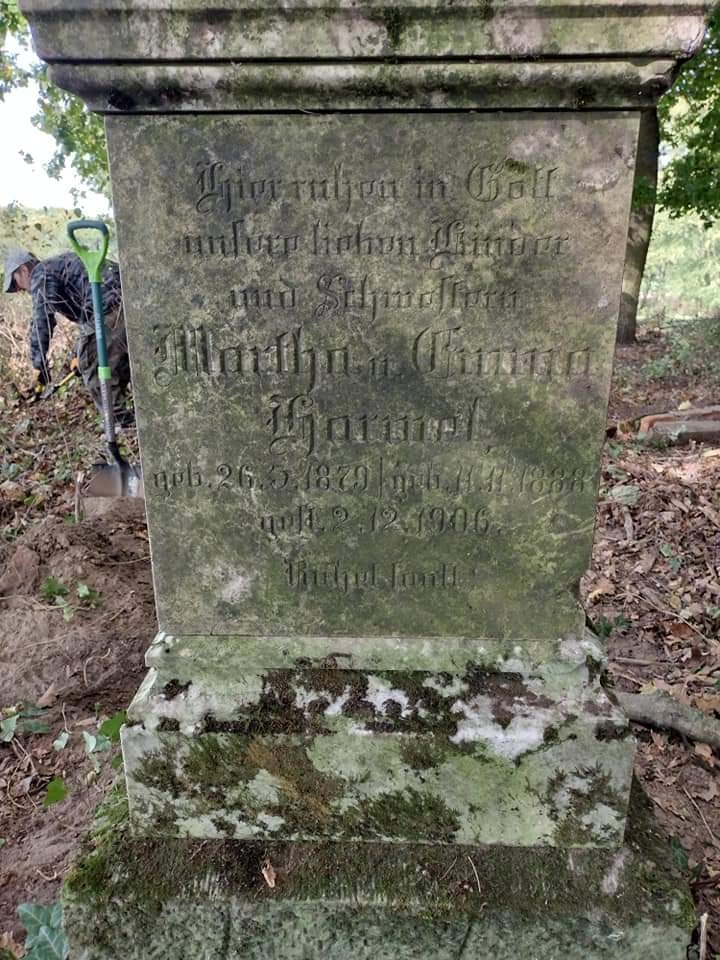 Hier ruhen in Gott
unsere lieben Kinder
und Schwestern
Martha u. Emma
Harmel,
geb. 26.5.1879 | geb. 11.11.1888
gest. 2.12.1906.
Ruhet sanft.